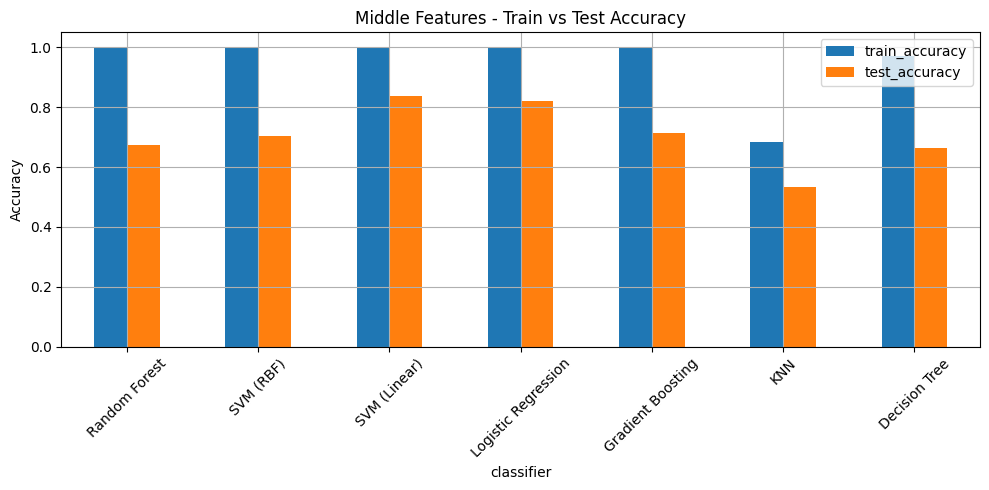 Middle Features - Train vs Test Accuracy
train_accuracy
test_accuracy
Accuracy
1.0
0.8
0.6
0.4
0.2
0.0
Random Forest
SVM (RBF)
SVM (Linear)
Logistic Regression
Gradient Boosting
KNN
Decision Tree
classifier